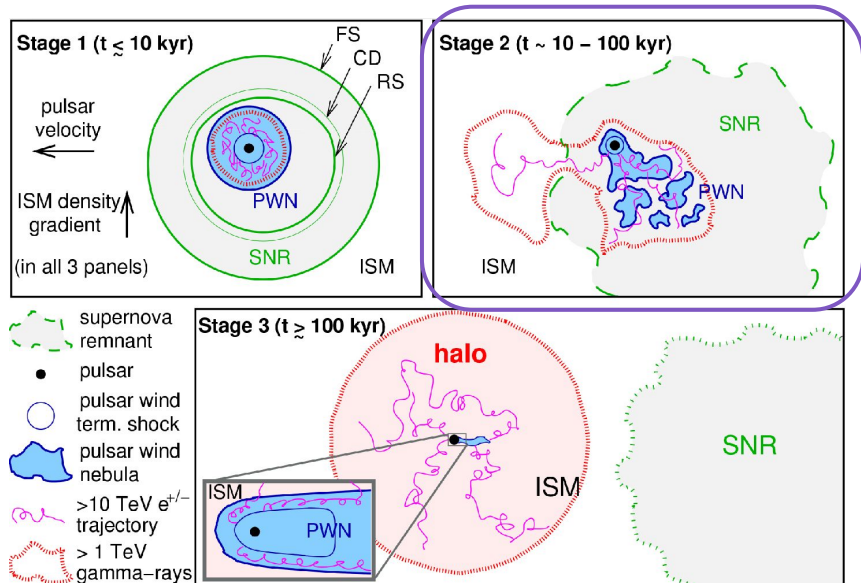 Stage 1 (t ≲ 10 kyr)
FS
CD
RS
pulsar
velocity
ISM density
gradient
(in all 3 panels)
PWN
SNR
ISM
Stage 2 (t ~ 10 − 100 kyr)
SNR
PWN
ISM
supernova
remnant
pulsar
pulsar wind
term. shock
pulsar wind
nebula
>10 TeV e+/−
trajectory
> 1 TeV
gamma−rays
Stage 3 (t ≳ 100 kyr)
halo
ISM
SNR
ISM
PWN